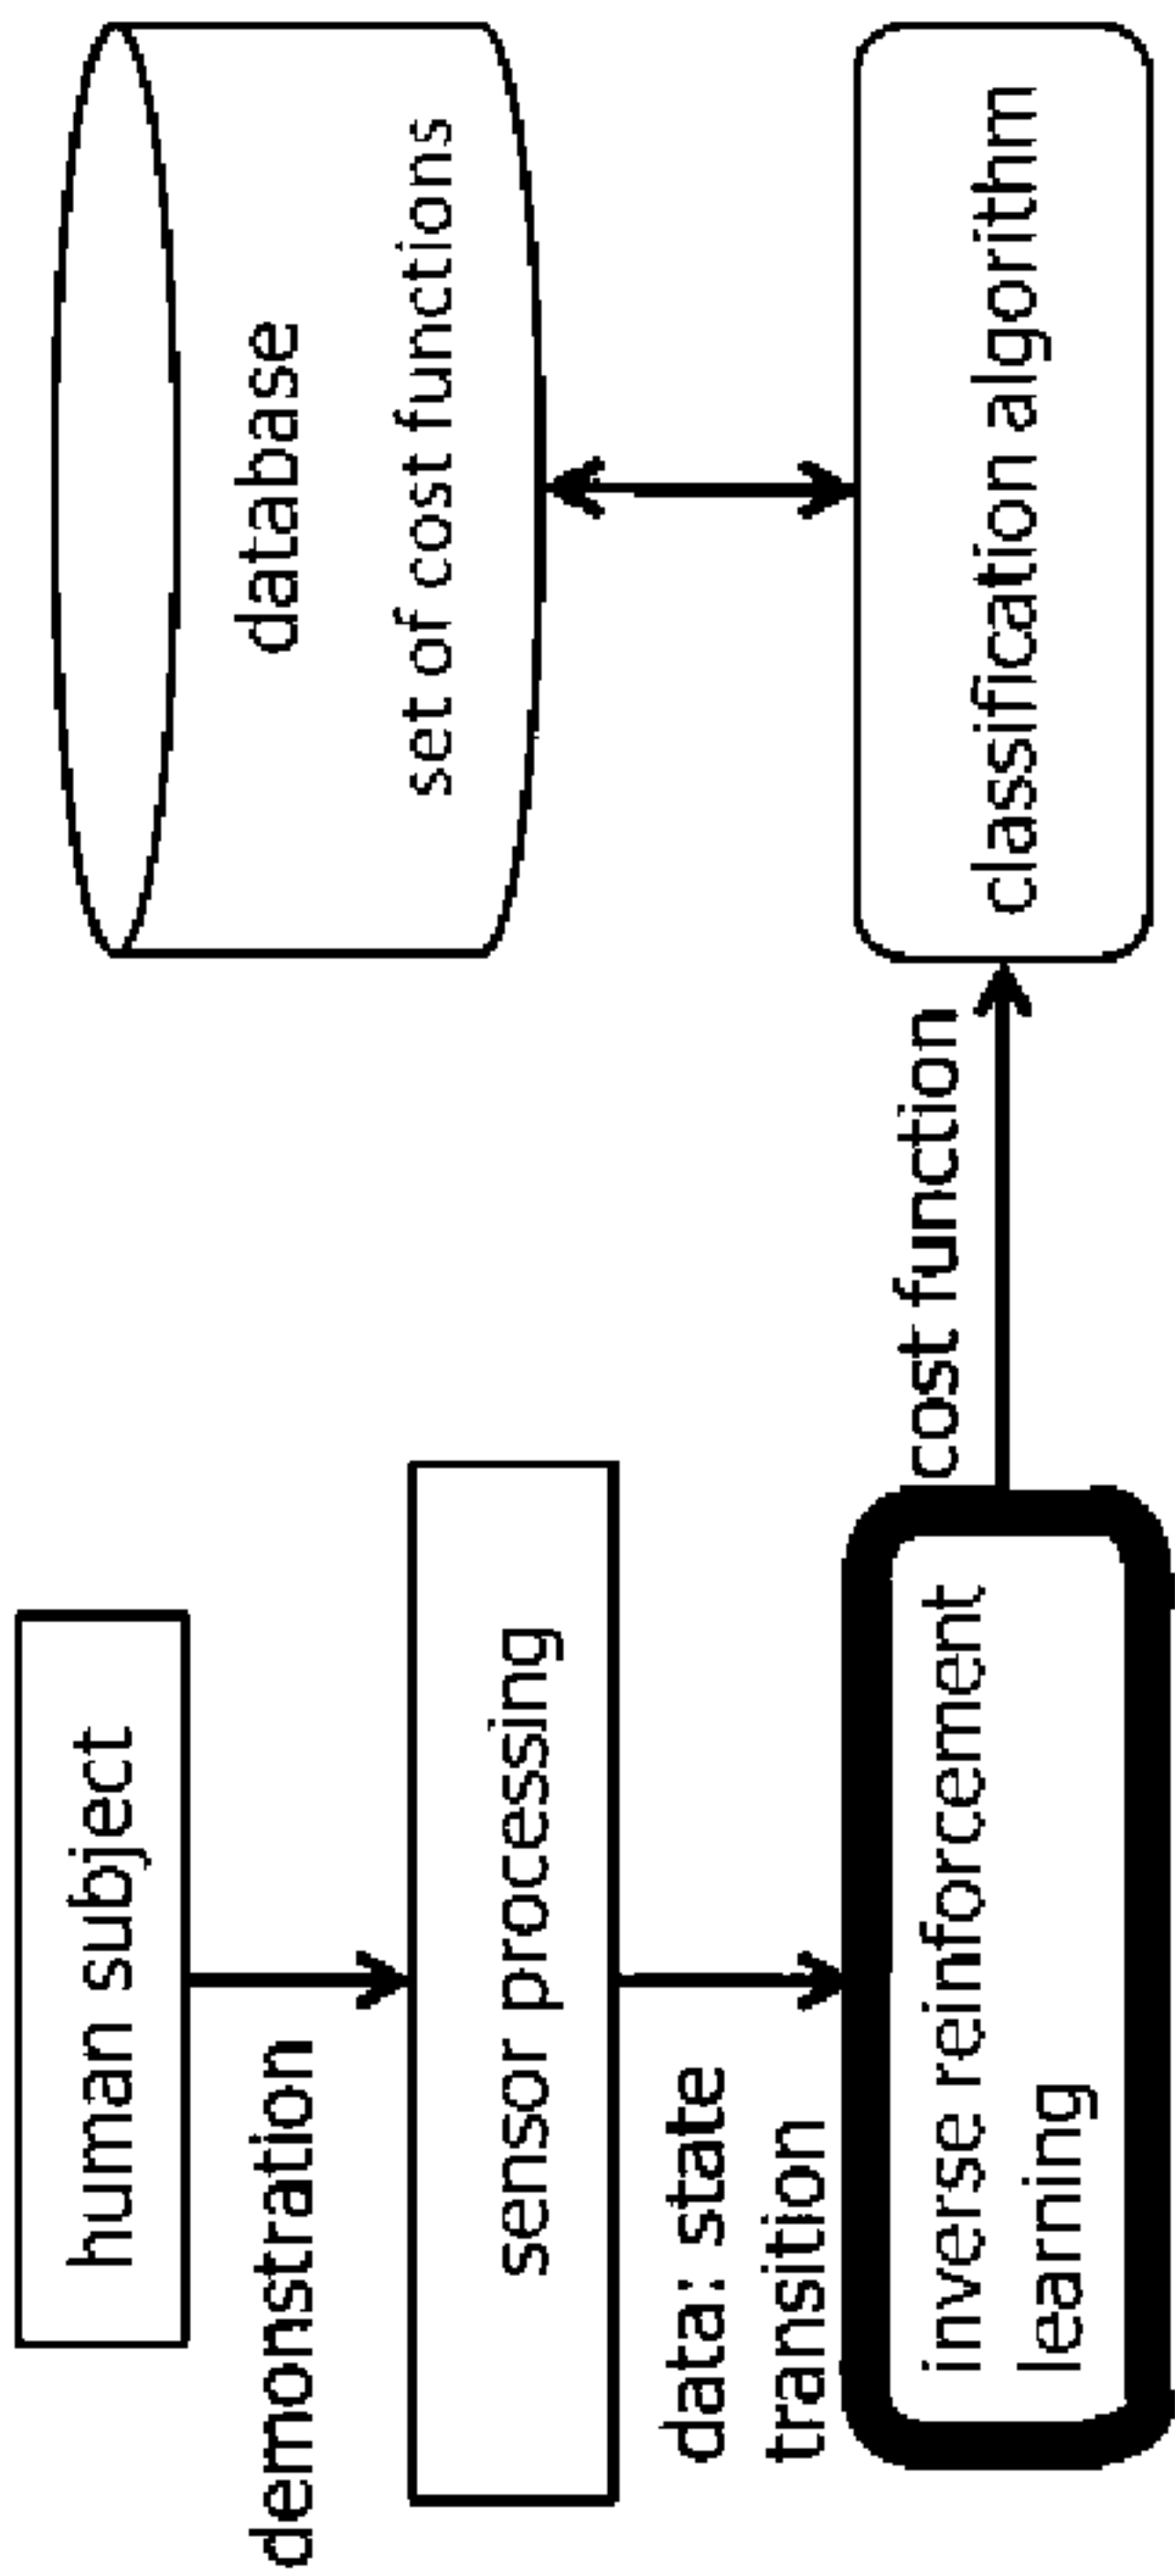 human subject
demonstration
sensor processing
data: state
transition
inverse reinforcement
learning
cost function
database
set of cost functions
classification algorithm